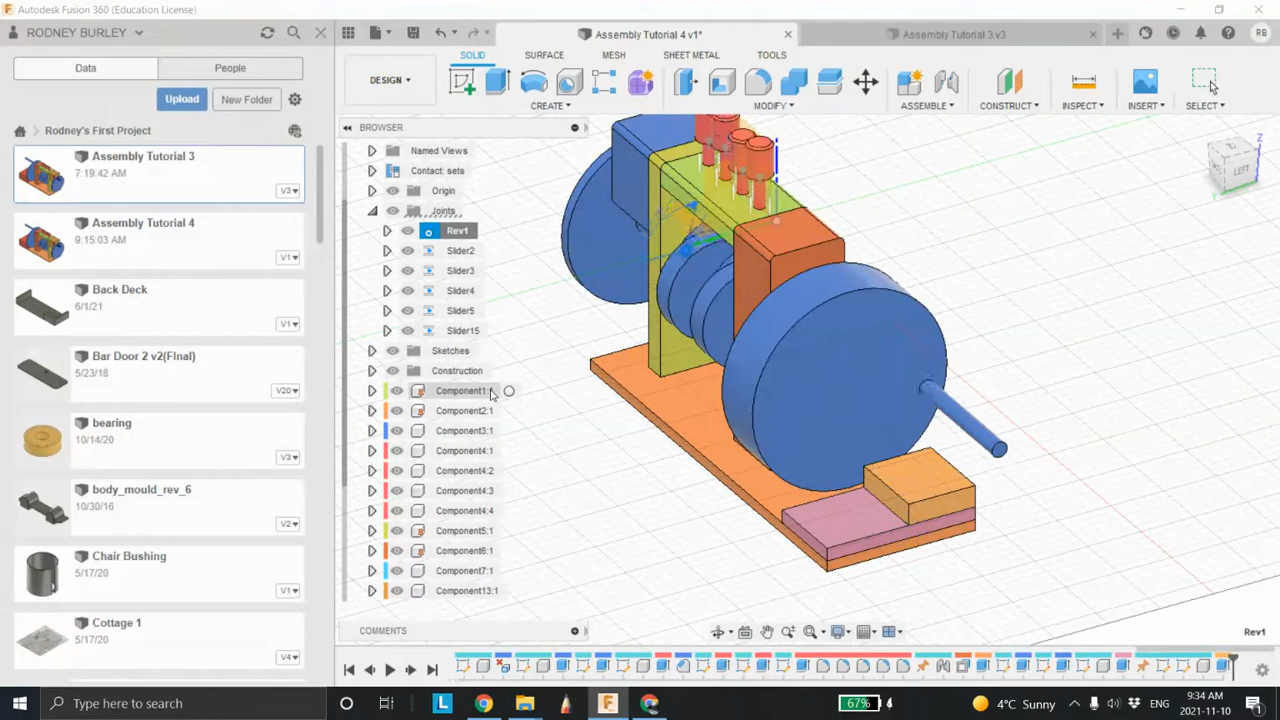 Autodesk Fusion 360 (Education License)
RODNEY BURLEY
Assembly Tutorial 4 v1*
Assembly Tutorial 3 v3
RB
Data
People
SOLID
SURFACE
MESH
SHEET METAL
TOOLS
DESIGN
Upload
New Folder
CREATE
MODIFY
ASSEMBLE
CONSTRUCT
INSPECT
INSERT
SELECT
Rodney's First Project
BROWSER
Assembly Tutorial 3
7:19:42 AM
V3
Assembly Tutorial 4
9:15:03 AM
V1
Back Deck
6/1/21
V1
Bar Door 2 v2(FInal)
5/23/18
V20
bearing
10/14/20
V3
body_mould_rev_6
10/30/16
V2
Chair Bushing
5/17/20
V1
Cottage 1
5/17/20
V4
Named Views
Contact: sets
Origin
Joints
Rev1
Slider2
Slider3
Slider4
Slider5
Slider15
Sketches
Construction
Component1:1
Component2:1
Component3:1
Component4:1
Component4:2
Component4:3
Component4:4
Component5:1
Component6:1
Component7:1
Component13:1
Z
LEFT
COMMENTS
Rev1
Type here to search
L
67%
4°C Sunny
ENG
9:34 AM
2021-11-10
1